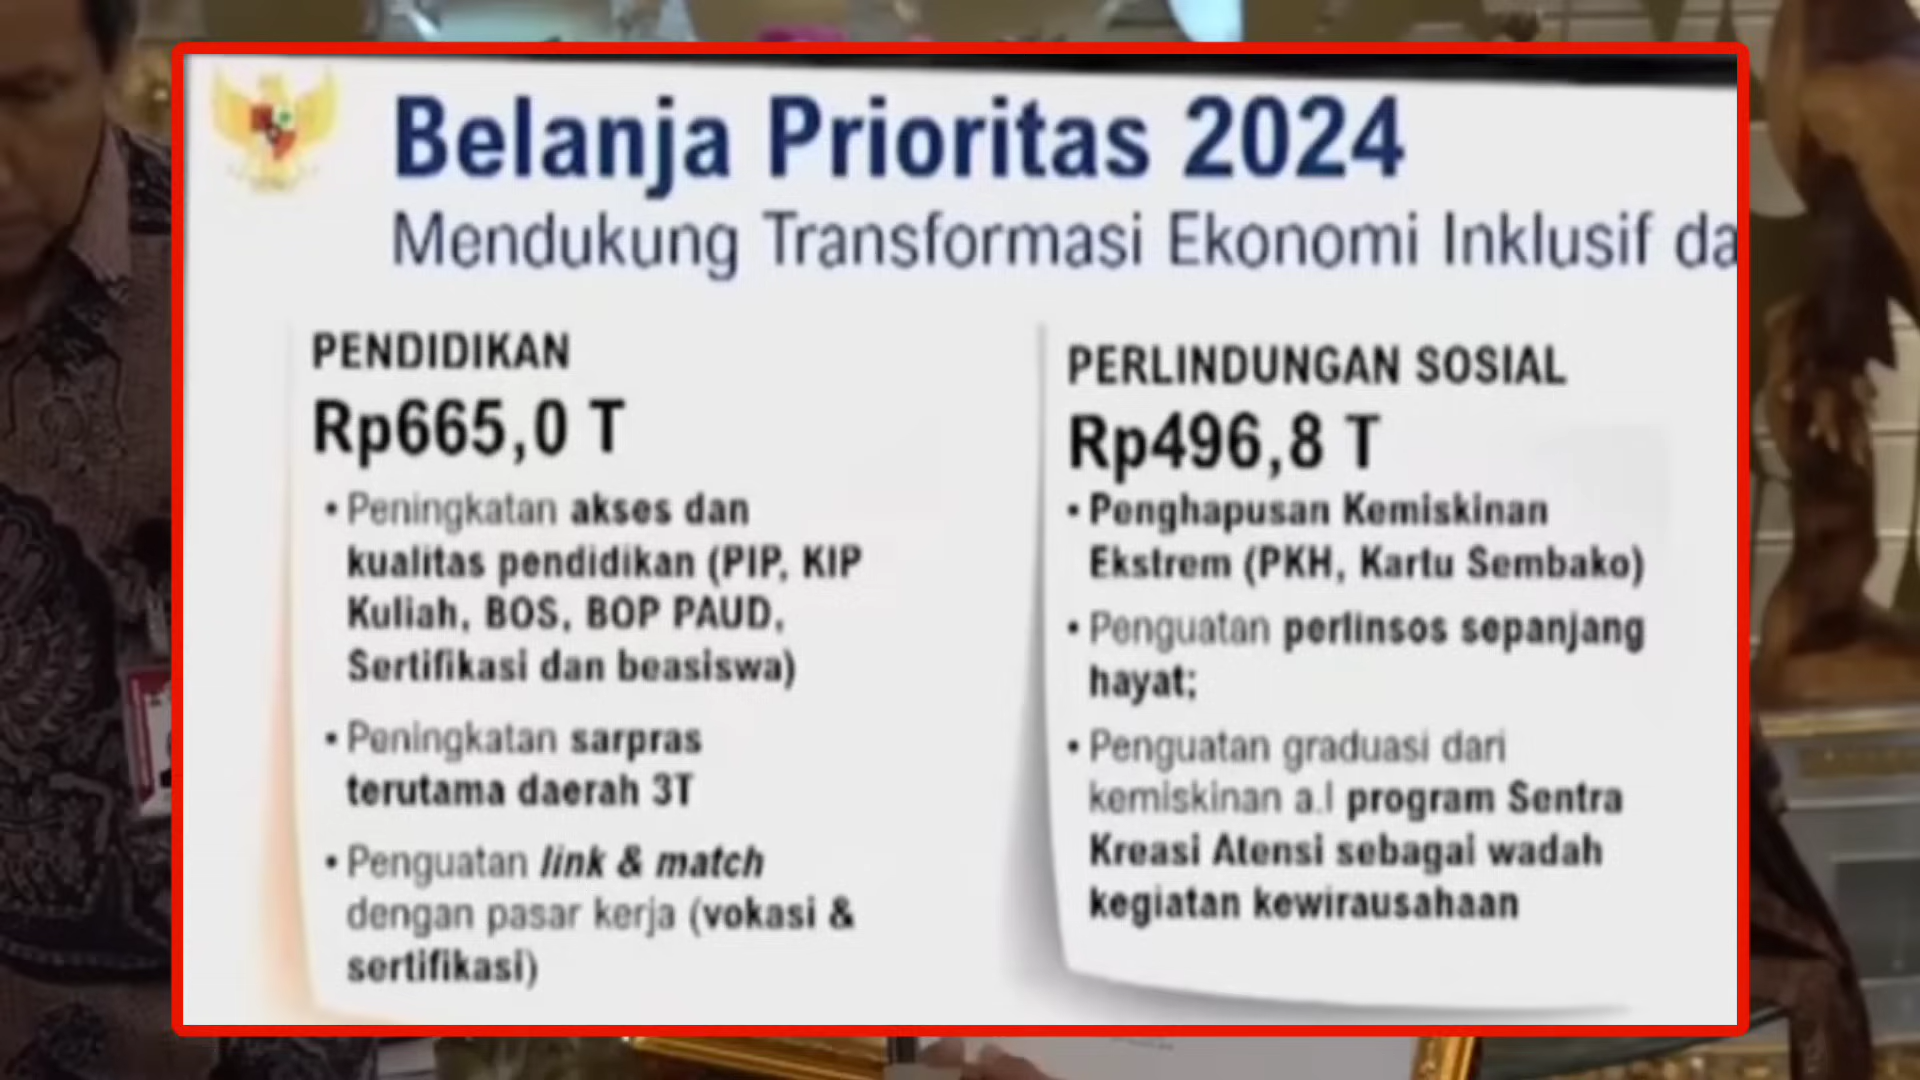 Belanja Prioritas 2024
Mendukung Transformasi Ekonomi Inklusif da
PENDIDIKAN
Rp665,0 T
• Peningkatan akses dan
kualitas pendidikan (PIP, KIP
Kuliah, BOS, BOP PAUD,
Sertifikasi dan beasiswa)
• Peningkatan sarpras
terutama daerah 3T
• Penguatan link & match
dengan pasar kerja (vokasi &
sertifikasi)
PERLINDUNGAN SOSIAL
Rp496,8 T
• Penghapusan Kemiskinan
Ekstrem (PKH, Kartu Sembako)
• Penguatan perlinsos sepanjang
hayat;
• Penguatan graduasi dari
kemiskinan a.l program Sentra
Kreasi Atensi sebagai wadah
kegiatan kewirausahaan